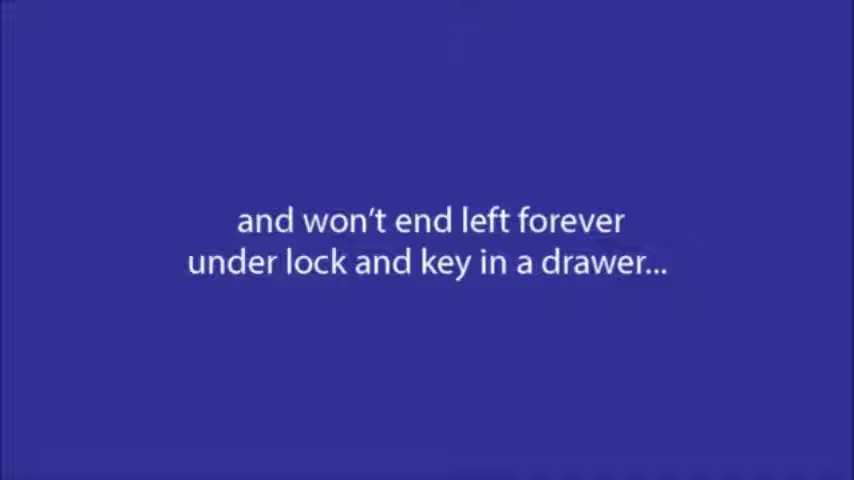 and won't end left forever
under lock and key in a drawer...